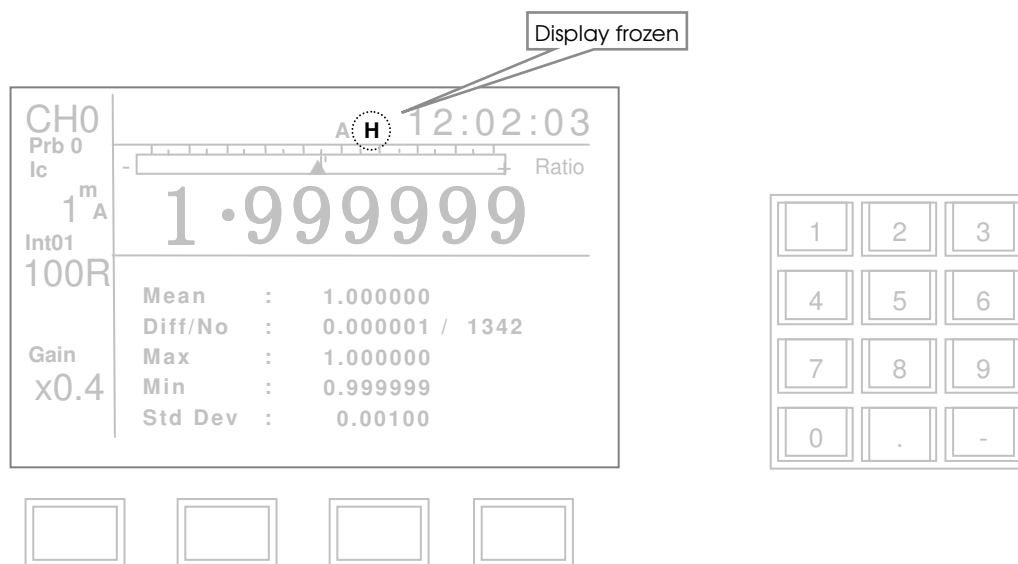 Display frozen
CH0
A H 12:02:03
Prb 0
Ic
- + Ratio
1 m A
1.999999
Int01
100R
Mean : 1.000000
Diff/No : 0.000001 / 1342
Gain
Max : 1.000000
x0.4
Min : 0.999999
Std Dev : 0.00100
1 2 3
4 5 6
7 8 9
0 . -